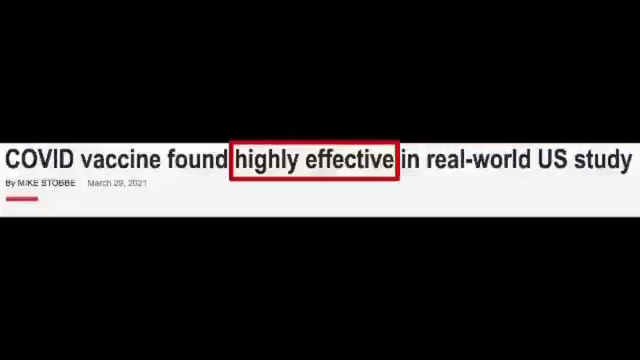 COVID vaccine found highly effective in real-world US study
By MIKE STOBBE March 29, 2021